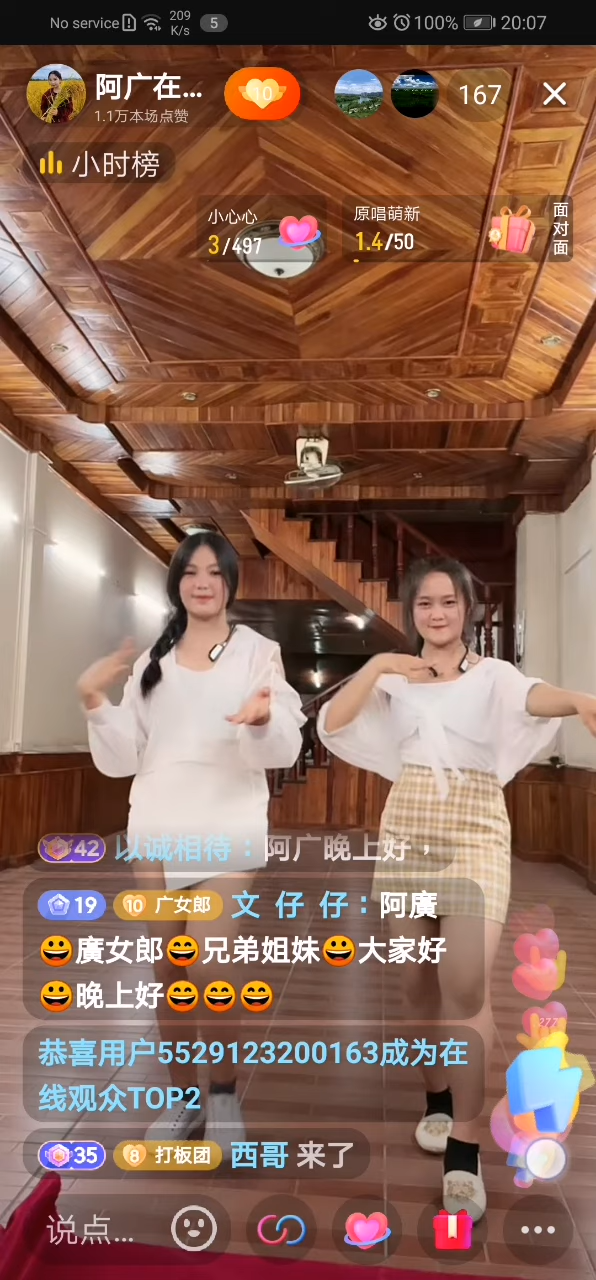 No service 209 K/s 5 100% 20:07
阿广在... 10 167
1.1万本场点赞
小时榜
小心心 原唱萌新 面对面
3/497 1.4/50
42 以诚相待：阿广晚上好，
19 10 广女郎 文 仔 仔：阿廣
😀廣女郎😄兄弟姐妹😀大家好
😀晚上好😄😄😄
恭喜用户5529123200163成为在
线观众TOP2
35 8 打板团 西哥 来了
说点...